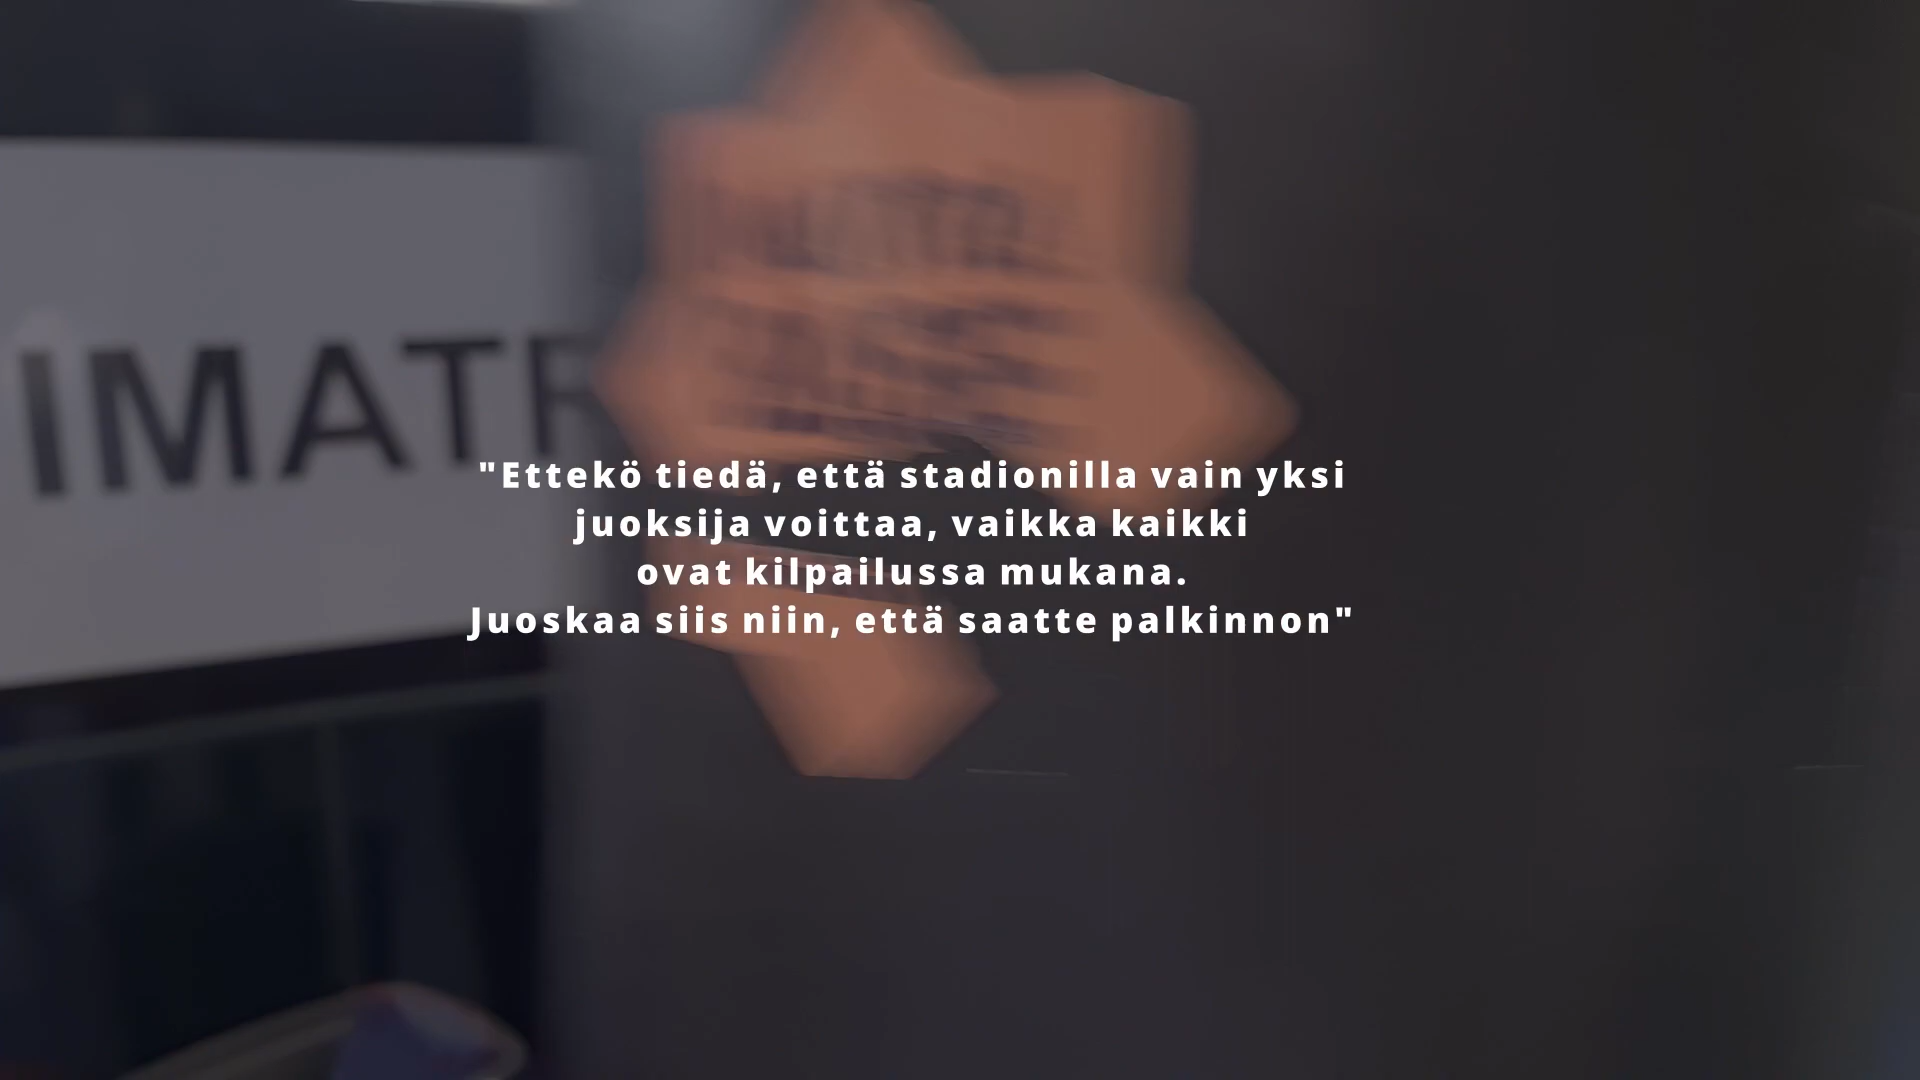 IMATR
"Ettekö tiedä, että stadionilla vain yksi
juoksija voittaa, vaikka kaikki
ovat kilpailussa mukana.
Juoskaa siis niin, että saatte palkinnon"